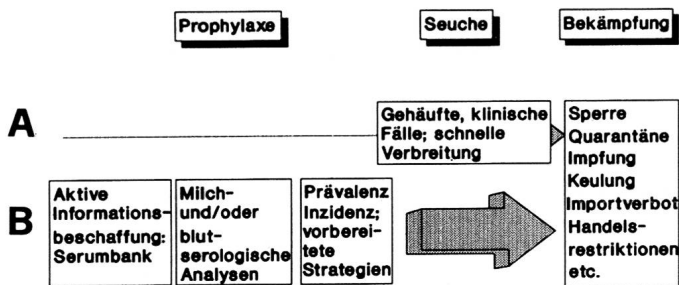 Prophylaxe
Seuche
Bekämpfung
A
Gehäufte, klinische
Fälle; schnelle
Verbreitung
Sperre
Quarantäne
Impfung
Keulung
Importverbot
Handels-
restriktionen
etc.
B
Aktive
Informations-
beschaffung:
Serumbank
Milch-
und/oder
blut-
serologische
Analysen
Prävalenz
Inzidenz;
vorberei-
tete
Strategien